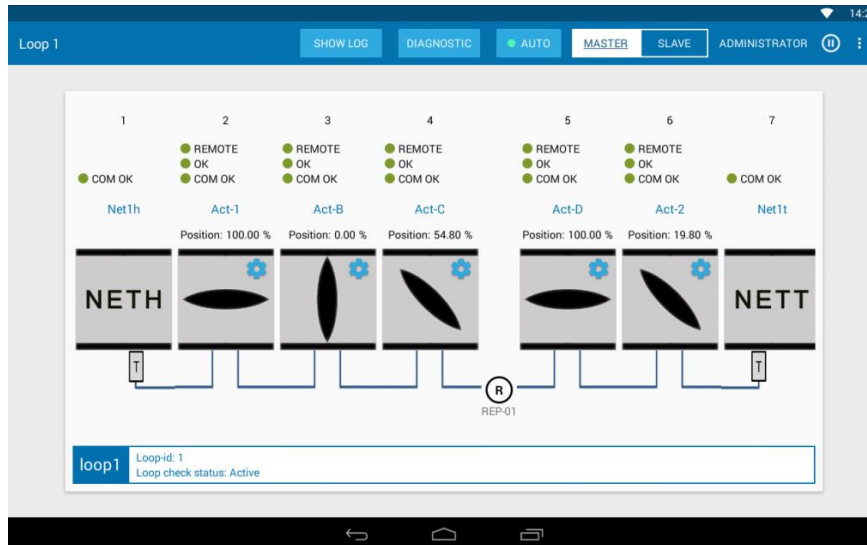 14:2
Loop 1
SHOW LOG
DIAGNOSTIC
AUTO
MASTER
SLAVE
ADMINISTRATOR
1
2
3
4
5
6
7
COM OK
REMOTE
OK
COM OK
REMOTE
OK
COM OK
REMOTE
OK
COM OK
REMOTE
OK
COM OK
REMOTE
OK
COM OK
COM OK
Net1h
Act-1
Act-B
Act-C
Act-D
Act-2
Net1t
Position: 100.00 %
Position: 0.00 %
Position: 54.80 %
Position: 100.00 %
Position: 19.80 %
NETH
NETT
T
T
R
REP-01
loop1
Loop-id: 1
Loop check status: Active